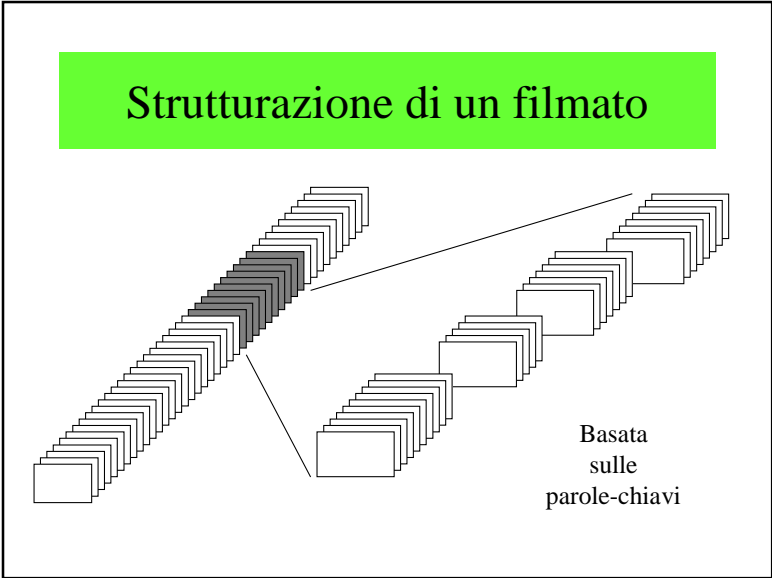 Strutturazione di un filmato
Basata
sulle
parole-chiavi